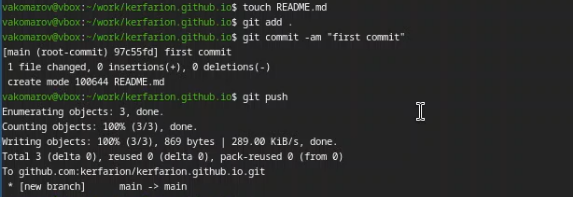 vakomarov@vbox:~/work/kerfarion.github.io$ touch README.md
vakomarov@vbox:~/work/kerfarion.github.io$ git add .
vakomarov@vbox:~/work/kerfarion.github.io$ git commit -am "first commit"
[main (root-commit) 97c55fd] first commit
 1 file changed, 0 insertions(+), 0 deletions(-)
 create mode 100644 README.md
vakomarov@vbox:~/work/kerfarion.github.io$ git push
Enumerating objects: 3, done.
Counting objects: 100% (3/3), done.
Writing objects: 100% (3/3), 869 bytes | 289.00 KiB/s, done.
Total 3 (delta 0), reused 0 (delta 0), pack-reused 0 (from 0)
To github.com:kerfarion/kerfarion.github.io.git
 * [new branch]      main -> main